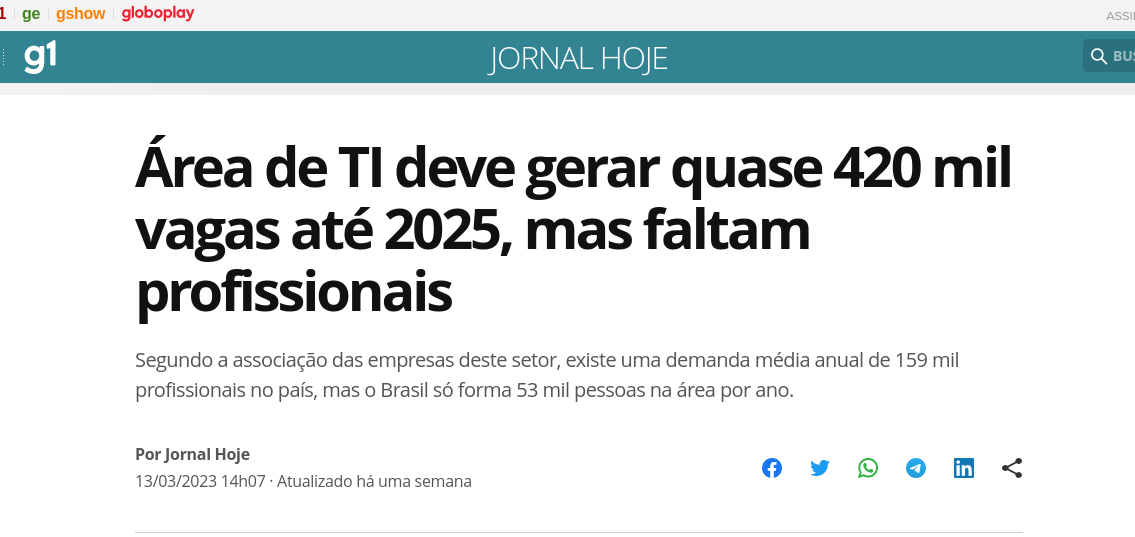 1 ge gshow globoplay ASSI
g1 JORNAL HOJE BUS
Área de TI deve gerar quase 420 mil
vagas até 2025, mas faltam
profissionais
Segundo a associação das empresas deste setor, existe uma demanda média anual de 159 mil
profissionais no país, mas o Brasil só forma 53 mil pessoas na área por ano.
Por Jornal Hoje
13/03/2023 14h07 · Atualizado há uma semana